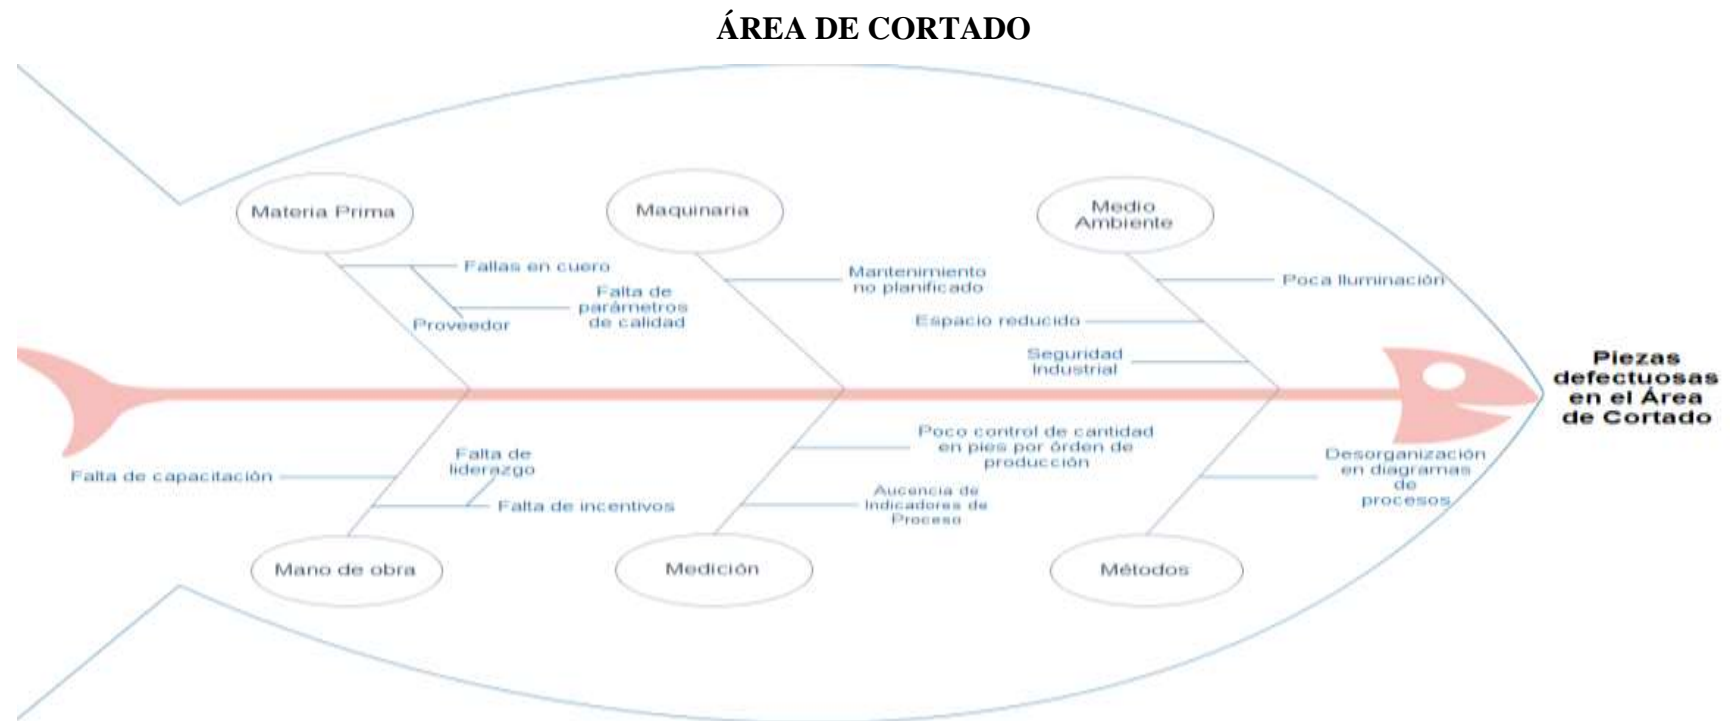 ÁREA DE CORTADO
Materia Prima
Maquinaria
Medio
Ambiente
Fallas en cuero
Falta de
parámetros
de calidad
Proveedor
Mantenimiento
no planificado
Poca Iluminación
Espacio reducido
Seguridad
Industrial
Piezas
defectuosas
en el Área
de Cortado
Falta de capacitación
Falta de
liderazgo
Falta de incentivos
Poco control de cantidad
en pies por órden de
producción
Aucencia de
Indicadores de
Proceso
Desorganización
en diagramas
de
procesos
Mano de obra
Medición
Métodos